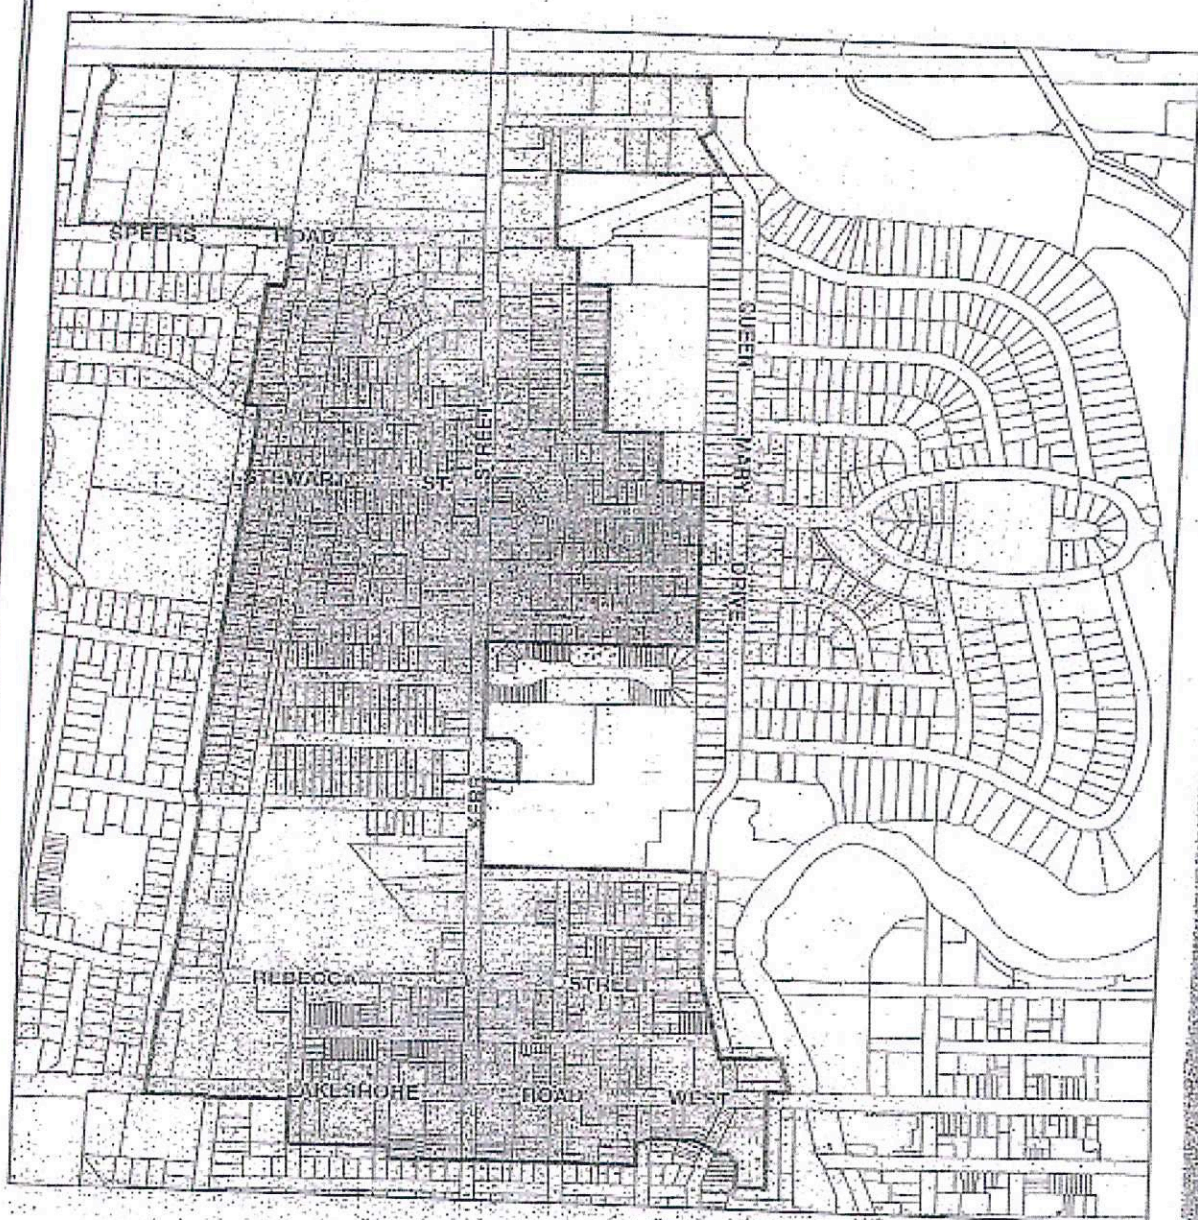 SPEERS ROAD
QUEEN MARY DRIVE
STEWART ST.
KERR STREET
REBECCA STREET
LAKESHORE ROAD WEST